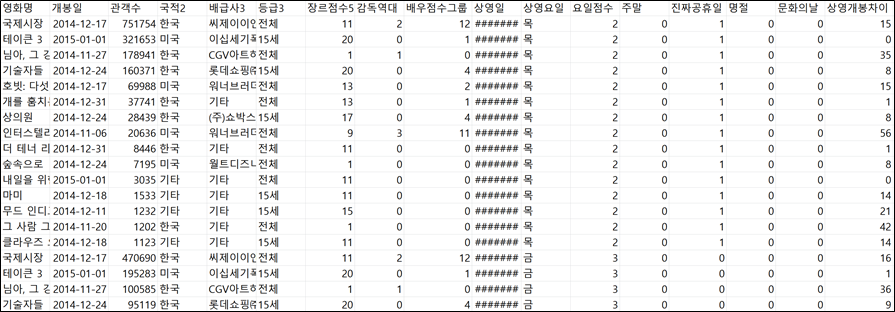 영화명 개봉일 관객수 국적2 배급사3 등급3 장르점수5 감독역대 배우점수그룹 상영일 상영요일 요일점수 주말 진짜공휴일 명절 문화의날 상영개봉차이
국제시장 2014-12-17 751754 한국 씨제이이인 전체 11 2 12 ####### 목 2 0 1 0 0 15
테이큰 3 2015-01-01 321653 미국 이십세기폭 15세 20 0 1 ####### 목 2 0 1 0 0 0
님아, 그 강 2014-11-27 178941 한국 CGV아트하 전체 1 1 0 ####### 목 2 0 1 0 0 35
기술자들 2014-12-24 160371 한국 롯데쇼핑㈜ 15세 20 0 4 ####### 목 2 0 1 0 0 8
호빗: 다섯 2014-12-17 69988 미국 워너브러더 전체 13 0 2 ####### 목 2 0 1 0 0 15
개를 훔치는 2014-12-31 37741 한국 기타 전체 13 0 1 ####### 목 2 0 1 0 0 1
상의원 2014-12-24 28439 한국 (주)쇼박스 15세 17 0 4 ####### 목 2 0 1 0 0 8
인터스텔라 2014-11-06 20636 미국 워너브러더 전체 9 3 11 ####### 목 2 0 1 0 0 56
더 테너 리 2014-12-31 8446 한국 기타 전체 11 0 0 ####### 목 2 0 1 0 0 1
숲속으로 2014-12-24 7195 미국 월트디즈니 전체 1 0 0 ####### 목 2 0 1 0 0 8
내일을 위한 2015-01-01 3035 기타 기타 전체 11 0 0 ####### 목 2 0 1 0 0 0
마미 2014-12-18 1533 기타 기타 15세 11 0 0 ####### 목 2 0 1 0 0 14
무드 인디고 2014-12-11 1232 기타 기타 15세 15 0 0 ####### 목 2 0 1 0 0 21
그 사람 그 2014-11-20 1202 한국 기타 전체 1 0 0 ####### 목 2 0 1 0 0 42
클라우즈 오 2014-12-18 1123 기타 기타 15세 11 0 0 ####### 목 2 0 1 0 0 14
국제시장 2014-12-17 470690 한국 씨제이이인 전체 11 2 12 ####### 금 3 0 0 0 0 16
테이큰 3 2015-01-01 195283 미국 이십세기폭 15세 20 0 1 ####### 금 3 0 0 0 0 1
님아, 그 강 2014-11-27 100585 한국 CGV아트하 전체 1 1 0 ####### 금 3 0 0 0 0 36
기술자들 2014-12-24 95119 한국 롯데쇼핑㈜ 15세 20 0 4 ####### 금 3 0 0 0 0 9